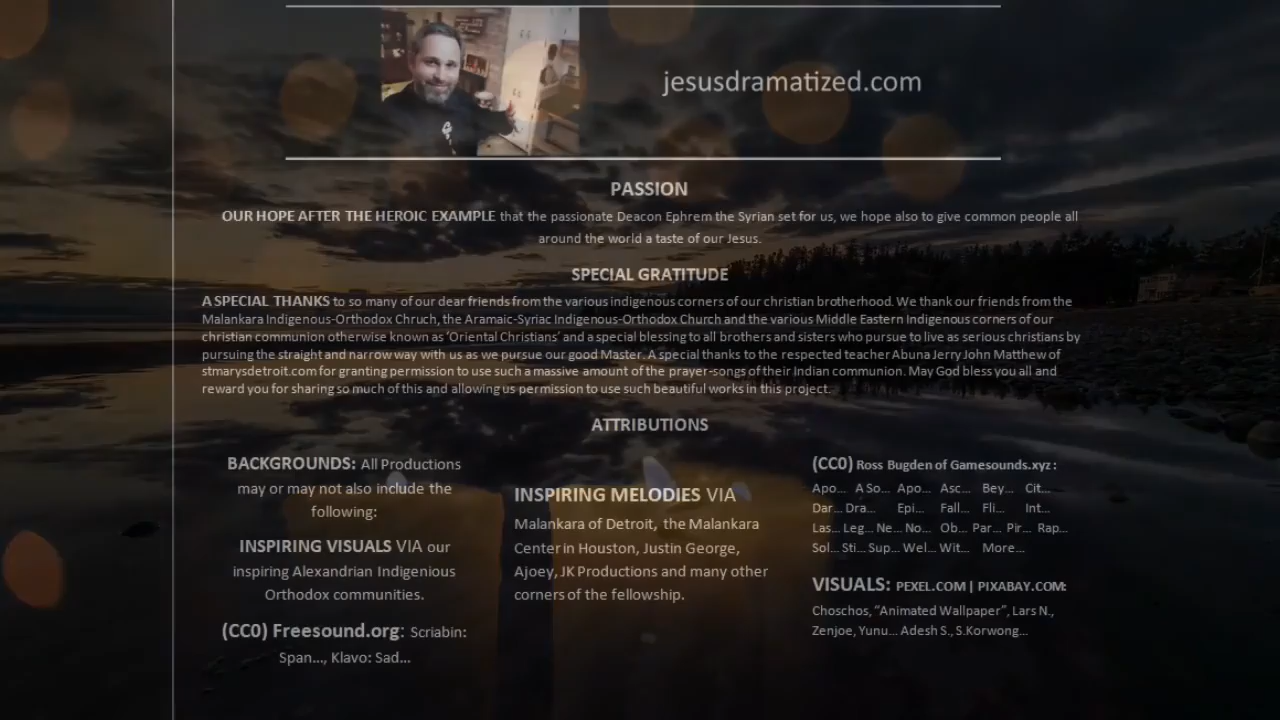 jesusdramatized.com
PASSION
OUR HOPE AFTER THE HEROIC EXAMPLE that the passionate Deacon Ephrem the Syrian set for us, we hope also to give common people all
around the world a taste of our Jesus.
SPECIAL GRATITUDE
A SPECIAL THANKS to so many of our dear friends from the various indigenous corners of our christian brotherhood. We thank our friends from the
Malankara Indigenous-Orthodox Chruch, the Aramaic-Syriac Indigenous-Orthodox Church and the various Middle Eastern Indigenous corners of our
christian communion otherwise known as 'Oriental Christians' and a special blessing to all brothers and sisters who pursue to live as serious christians by
pursuing the straight and narrow way with us as we pursue our good Master. A special thanks to the respected teacher Abuna Jerry John Matthew of
stmarysdetroit.com for granting permission to use such a massive amount of the prayer-songs of their Indian communion. May God bless you all and
reward you for sharing so much of this and allowing us permission to use such beautiful works in this project.
ATTRIBUTIONS
BACKGROUNDS: All Productions
may or may not also include the
following:
INSPIRING VISUALS VIA our
inspiring Alexandrian Indigenious
Orthodox communities.
(CC0) Freesound.org: Scriabin:
Span..., Klavo: Sad...
INSPIRING MELODIES VIA
Malankara of Detroit, the Malankara
Center in Houston, Justin George,
Ajoey, JK Productions and many other
corners of the fellowship.
(CC0) Ross Bugden of Gamesounds.xyz:
Apo... A So... Apo... Asc... Bey... Cit...
Dar... Dra... Epi... Fall... Fli... Int...
Las... Leg... Ne... No... Ob... Par... Pir... Rap...
Sol... Sti... Sup... Wel... Wit... More...
VISUALS: PEXEL.COM | PIXABAY.COM:
Choschos, "Animated Wallpaper", Lars N.,
Zenjoe, Yunu... Adesh S., S.Korwong...